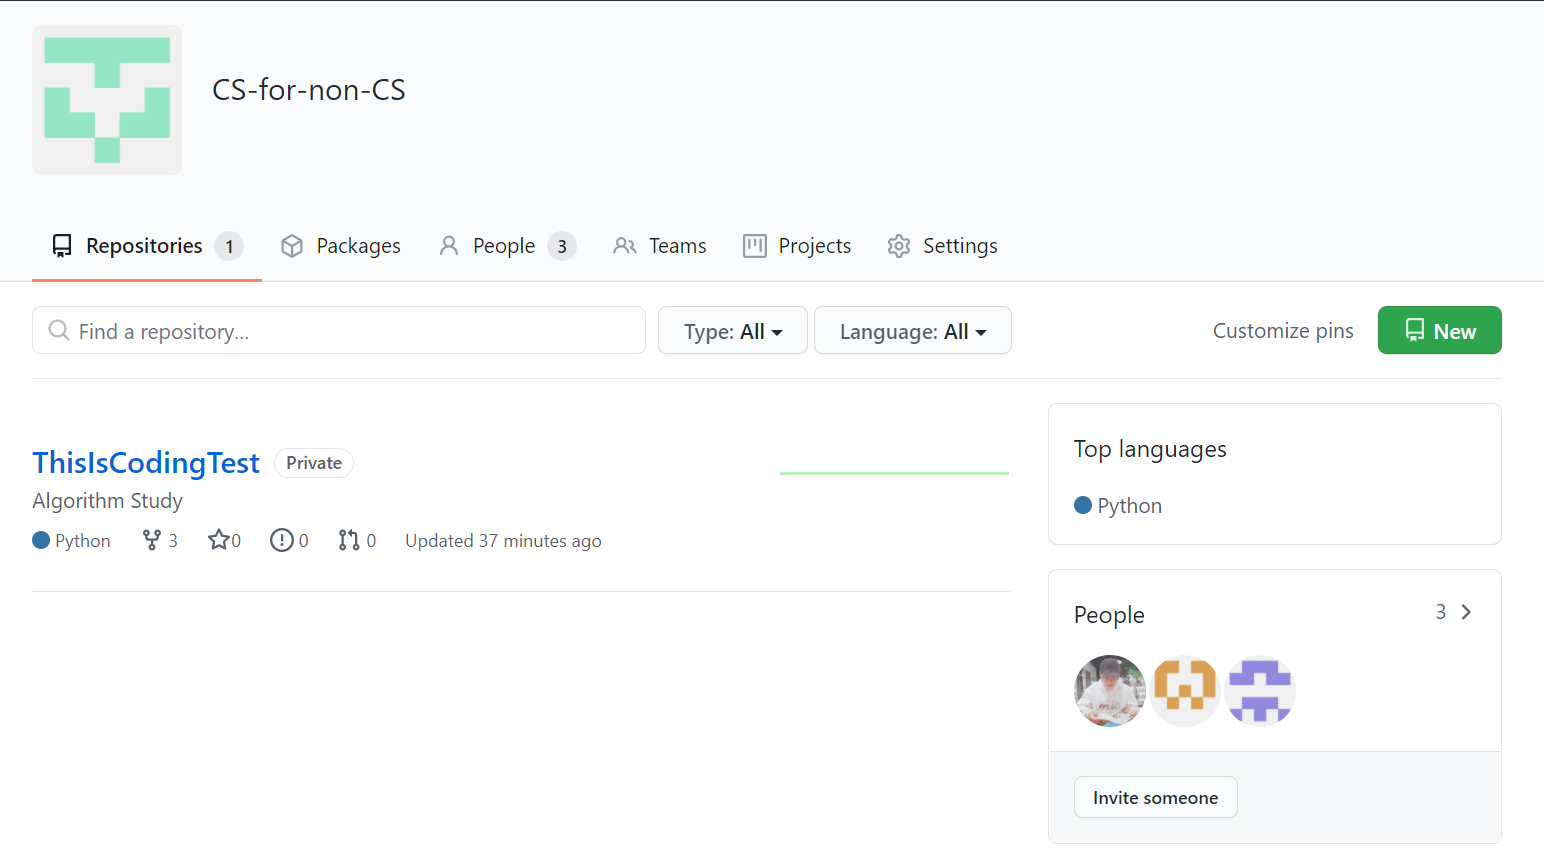 CS-for-non-CS
Repositories 1 Packages People 3 Teams Projects Settings
Find a repository... Type: All Language: All Customize pins New
ThisIsCodingTest Private
Algorithm Study
Python 3 0 0 0 Updated 37 minutes ago
Top languages
Python
People 3
Invite someone